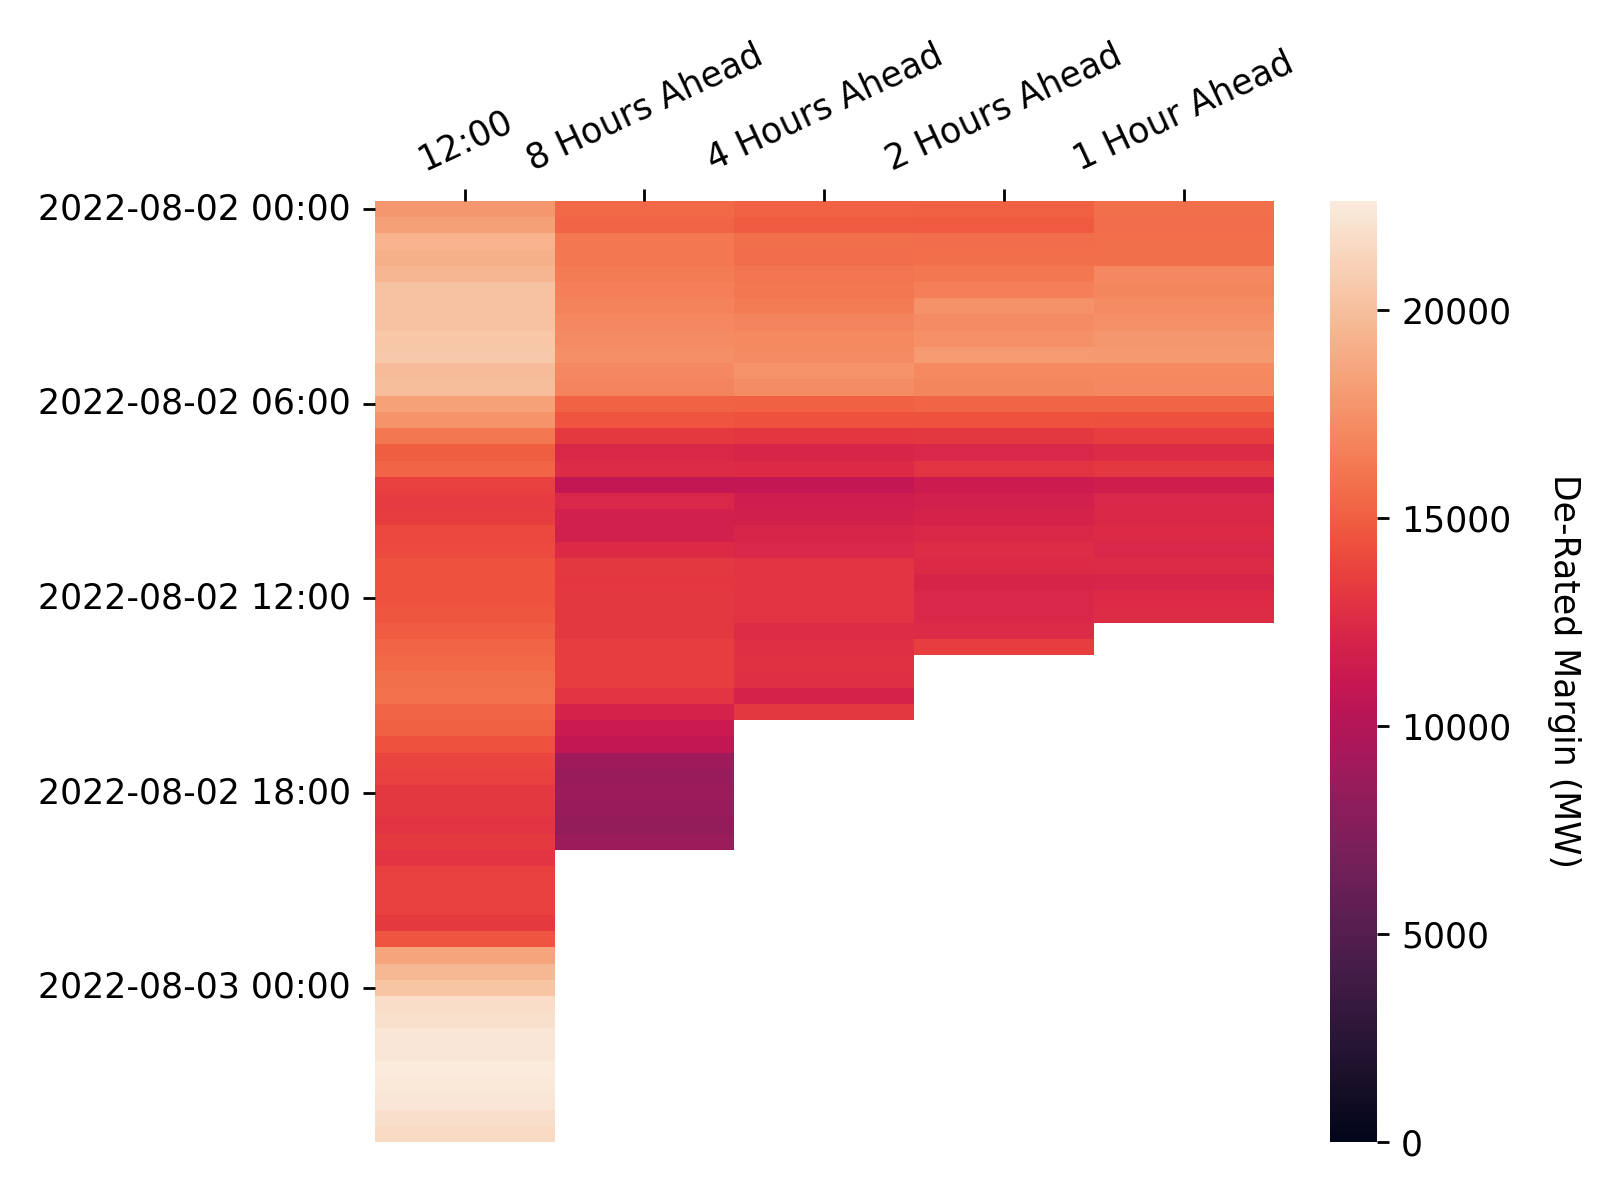 12:00
8 Hours Ahead
4 Hours Ahead
2 Hours Ahead
1 Hour Ahead
2022-08-02 00:00
2022-08-02 06:00
2022-08-02 12:00
2022-08-02 18:00
2022-08-03 00:00
20000
15000
10000
5000
0
De-Rated Margin (MW)